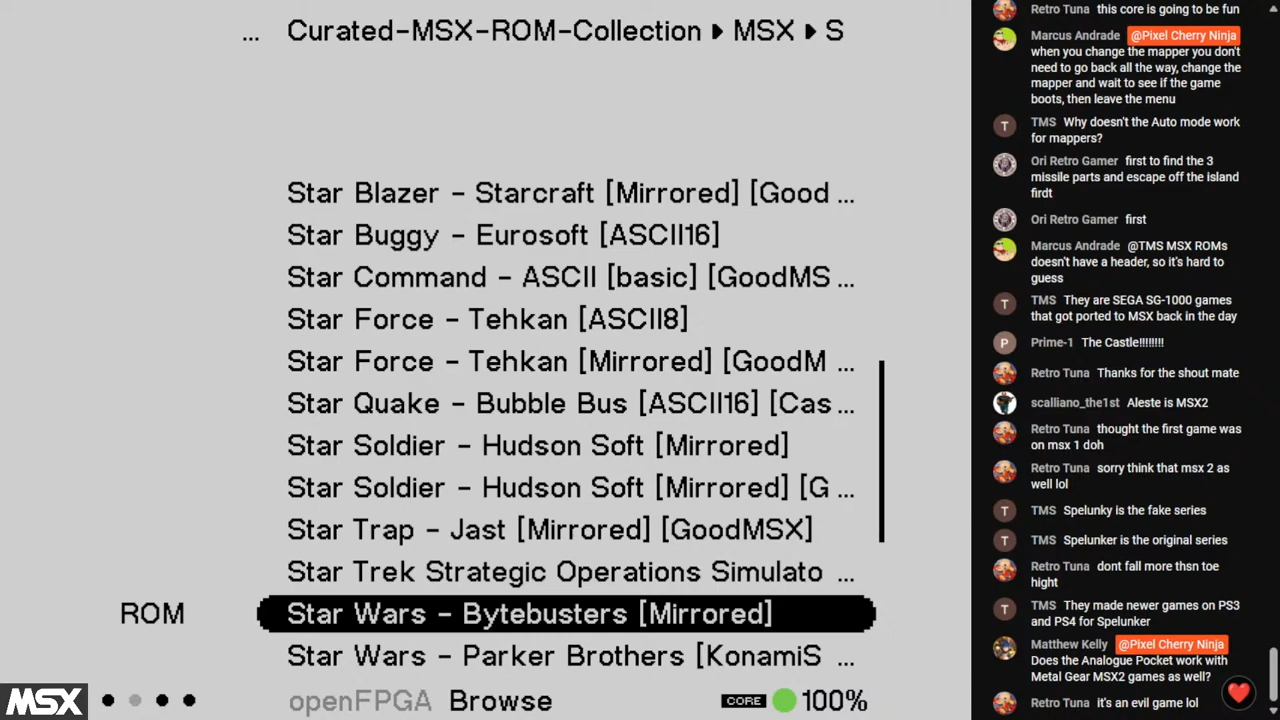 ... Curated-MSX-ROM-Collection ▸ MSX ▸ S
Star Blazer - Starcraft [Mirrored] [Good ...
Star Buggy - Eurosoft [ASCII16]
Star Command - ASCII [basic] [GoodMS ...
Star Force - Tehkan [ASCII8]
Star Force - Tehkan [Mirrored] [GoodM ...
Star Quake - Bubble Bus [ASCII16] [Cas ...
Star Soldier - Hudson Soft [Mirrored]
Star Soldier - Hudson Soft [Mirrored] [G ...
Star Trap - Jast [Mirrored] [GoodMSX]
Star Trek Strategic Operations Simulato ...
ROM Star Wars - Bytebusters [Mirrored]
Star Wars - Parker Brothers [KonamiS ...
MSX openFPGA Browse CORE 100%
Retro Tuna this core is going to be fun
Marcus Andrade @Pixel Cherry Ninja
when you change the mapper you don't
need to go back all the way, change the
mapper and wait to see if the game
boots, then leave the menu
T TMS Why doesn't the Auto mode work
for mappers?
Ori Retro Gamer first to find the 3
missile parts and escape off the island
firdt
Ori Retro Gamer first
Marcus Andrade @TMS MSX ROMs
doesn't have a header, so it's hard to
guess
T TMS They are SEGA SG-1000 games
that got ported to MSX back in the day
P Prime-1 The Castle!!!!!!!!
Retro Tuna Thanks for the shout mate
scalliano_the1st Aleste is MSX2
Retro Tuna thought the first game was
on msx 1 doh
Retro Tuna sorry think that msx 2 as
well lol
T TMS Spelunky is the fake series
T TMS Spelunker is the original series
Retro Tuna dont fall more thsn toe
hight
T TMS They made newer games on PS3
and PS4 for Spelunker
Matthew Kelly @Pixel Cherry Ninja
Does the Analogue Pocket work with
Metal Gear MSX2 games as well?
Retro Tuna It's an evil game lol